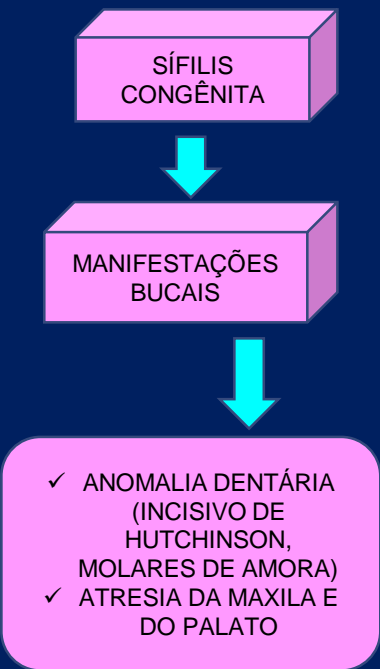 SÍFILIS
CONGÊNITA
MANIFESTAÇÕES
BUCAIS
✓ ANOMALIA DENTÁRIA
(INCISIVO DE
HUTCHINSON,
MOLARES DE AMORA)
✓ ATRESIA DA MAXILA E
DO PALATO